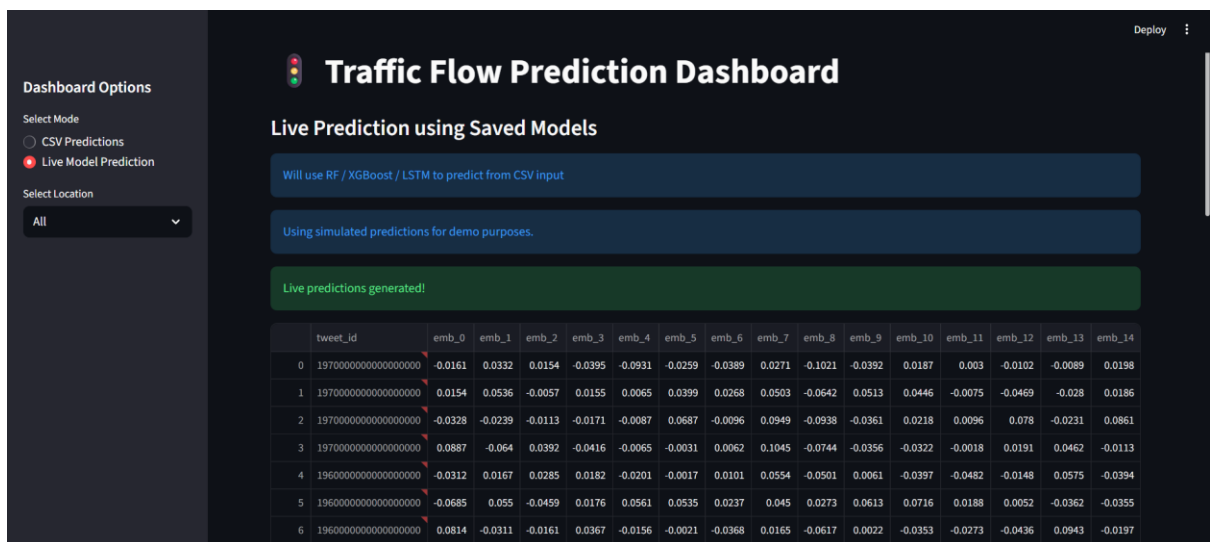 Deploy
Dashboard Options
Select Mode
CSV Predictions
Live Model Prediction
Select Location
All
Traffic Flow Prediction Dashboard
Live Prediction using Saved Models
Will use RF / XGBoost / LSTM to predict from CSV input
Using simulated predictions for demo purposes.
Live predictions generated!
tweet_id emb_0 emb_1 emb_2 emb_3 emb_4 emb_5 emb_6 emb_7 emb_8 emb_9 emb_10 emb_11 emb_12 emb_13 emb_14
0 1970000000000000000 -0.0161 0.0332 0.0154 -0.0395 -0.0931 -0.0259 -0.0389 0.0271 -0.1021 -0.0392 0.0187 0.003 -0.0102 -0.0089 0.0198
1 1970000000000000000 0.0154 0.0536 -0.0057 0.0155 0.0065 0.0399 0.0268 0.0503 -0.0642 0.0513 0.0446 -0.0075 -0.0469 -0.028 0.0186
2 1970000000000000000 -0.0328 -0.0239 -0.0113 -0.0171 -0.0087 0.0687 -0.0096 0.0949 -0.0938 -0.0361 0.0218 0.0096 0.078 -0.0231 0.0861
3 1970000000000000000 0.0887 -0.064 0.0392 -0.0416 -0.0065 -0.0031 0.0062 0.1045 -0.0744 -0.0356 -0.0322 -0.0018 0.0191 0.0462 -0.0113
4 1960000000000000000 -0.0312 0.0167 0.0285 0.0182 -0.0201 -0.0017 0.0101 0.0554 -0.0501 0.0061 -0.0397 -0.0482 -0.0148 0.0575 -0.0394
5 1960000000000000000 -0.0685 0.055 -0.0459 0.0176 0.0561 0.0535 0.0237 0.045 0.0273 0.0613 0.0716 0.0188 0.0052 -0.0362 -0.0355
6 1960000000000000000 0.0814 -0.0311 -0.0161 0.0367 -0.0156 -0.0021 -0.0368 0.0165 -0.0617 0.0022 -0.0353 -0.0273 -0.0436 0.0943 -0.0197